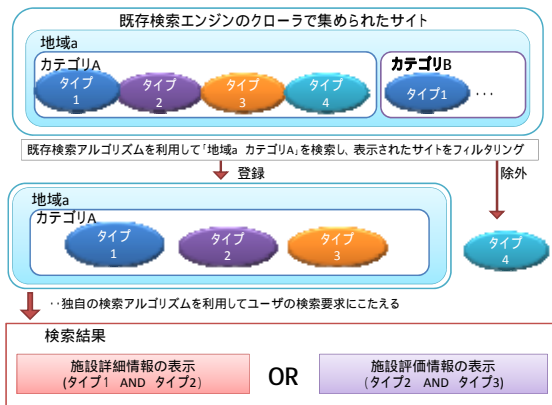 既存検索エンジンのクローラで集められたサイト
地域a
カテゴリA
カテゴリB
タイプ
1
タイプ
2
タイプ
3
タイプ
4
タイプ1
･･･
既存検索アルゴリズムを利用して「地域a カテゴリA」を検索し、表示されたサイトをフィルタリング
登録
除外
地域a
カテゴリA
タイプ
1
タイプ
2
タイプ
3
タイプ
4
･･独自の検索アルゴリズムを利用してユーザの検索要求にこたえる
検索結果
施設詳細情報の表示
(タイプ1 AND タイプ2)
OR
施設評価情報の表示
(タイプ2 AND タイプ3)